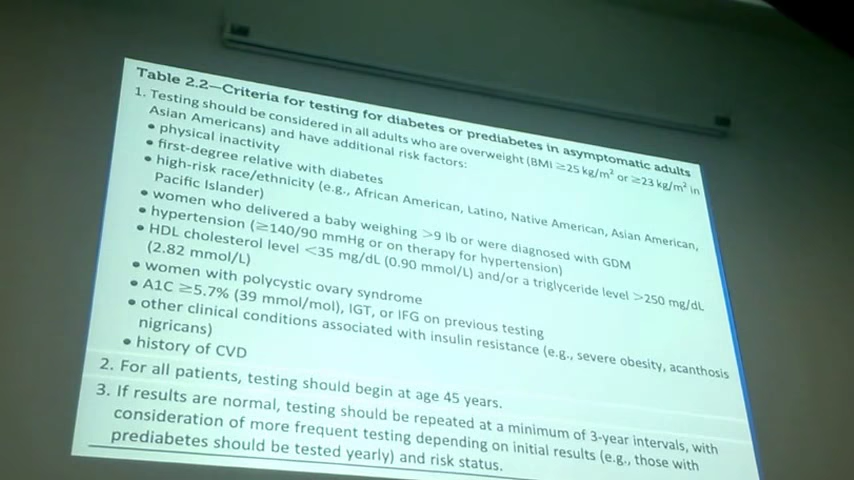 Table 2.2—Criteria for testing for diabetes or prediabetes in asymptomatic adults
1. Testing should be considered in all adults who are overweight (BMI ≥25 kg/m² or ≥23 kg/m² in
Asian Americans) and have additional risk factors:
• physical inactivity
• first-degree relative with diabetes
• high-risk race/ethnicity (e.g., African American, Latino, Native American, Asian American,
Pacific Islander)
• women who delivered a baby weighing >9 lb or were diagnosed with GDM
• hypertension (≥140/90 mmHg or on therapy for hypertension)
• HDL cholesterol level <35 mg/dL (0.90 mmol/L) and/or a triglyceride level >250 mg/dL
(2.82 mmol/L)
• women with polycystic ovary syndrome
• A1C ≥5.7% (39 mmol/mol), IGT, or IFG on previous testing
• other clinical conditions associated with insulin resistance (e.g., severe obesity, acanthosis
nigricans)
• history of CVD
2. For all patients, testing should begin at age 45 years.
3. If results are normal, testing should be repeated at a minimum of 3-year intervals, with
consideration of more frequent testing depending on initial results (e.g., those with
prediabetes should be tested yearly) and risk status.